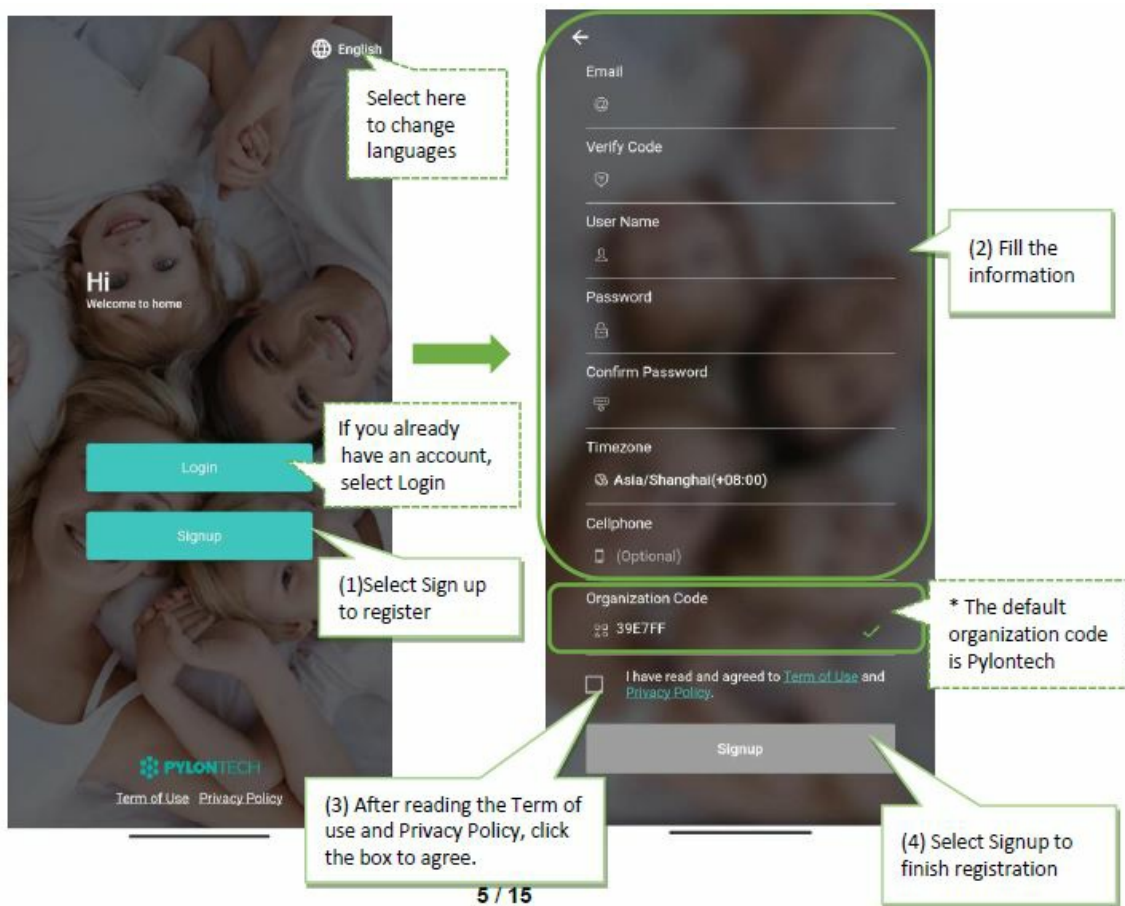 English
Select here
to change
languages
Hi
Welcome to home
Login
If you already
have an account,
select Login
Signup
(1)Select Sign up
to register
PYLONTECH
Term of Use Privacy Policy
Email
Verify Code
User Name
(2) Fill the
information
Password
Confirm Password
Timezone
Asia/Shanghai(+08:00)
Cellphone
(Optional)
Organization Code
39E7FF
* The default
organization code
is Pylontech
I have read and agreed to Term of Use and
Privacy Policy.
Signup
(3) After reading the Term of
use and Privacy Policy, click
the box to agree.
(4) Select Signup to
finish registration
5 / 15